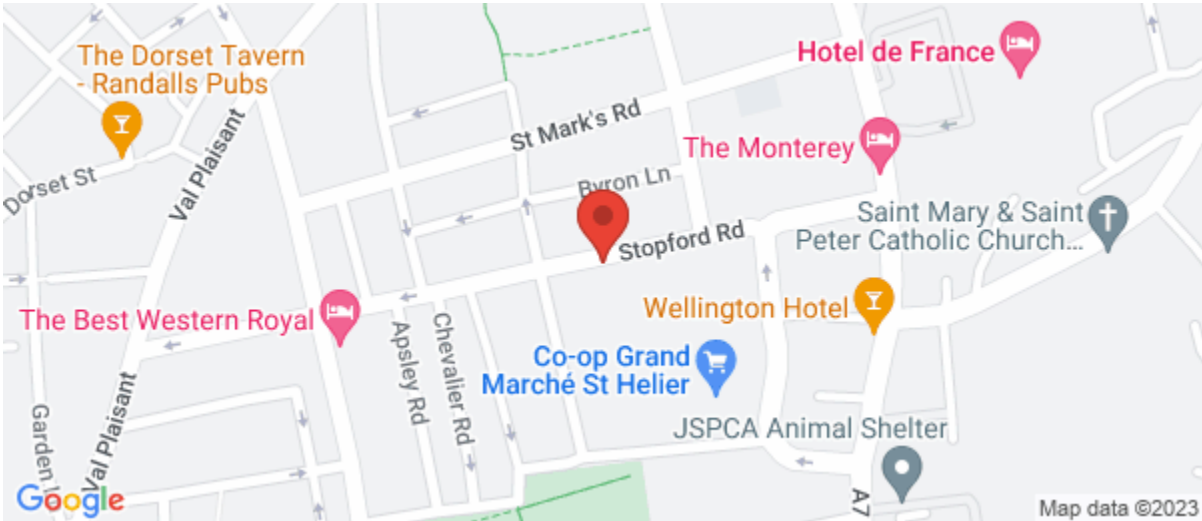 The Dorset Tavern
- Randalls Pubs
Hotel de France
St Mark's Rd
The Monterey
Val Plaisant
Byron Ln
Dorset St
Saint Mary & Saint
Peter Catholic Church...
Stopford Rd
Wellington Hotel
The Best Western Royal
Apsley Rd
Chevalier Rd
Co-op Grand
Marché St Helier
Garden
Val Plaisant
JSPCA Animal Shelter
A7
Google
Map data ©2023